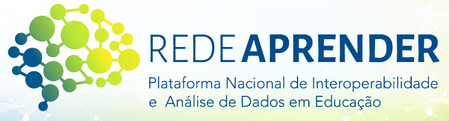 REDE APRENDER
Plataforma Nacional de Interoperabilidade
e Análise de Dados em Educação